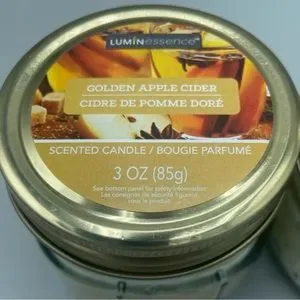 LUMINessence
GOLDEN APPLE CIDER
CIDRE DE POMME DORÉ
SCENTED CANDLE / BOUGIE PARFUMÉ
3 OZ (85g)
See bottom panel for safety information
Les consignes de sécurité figurent
sous le produit